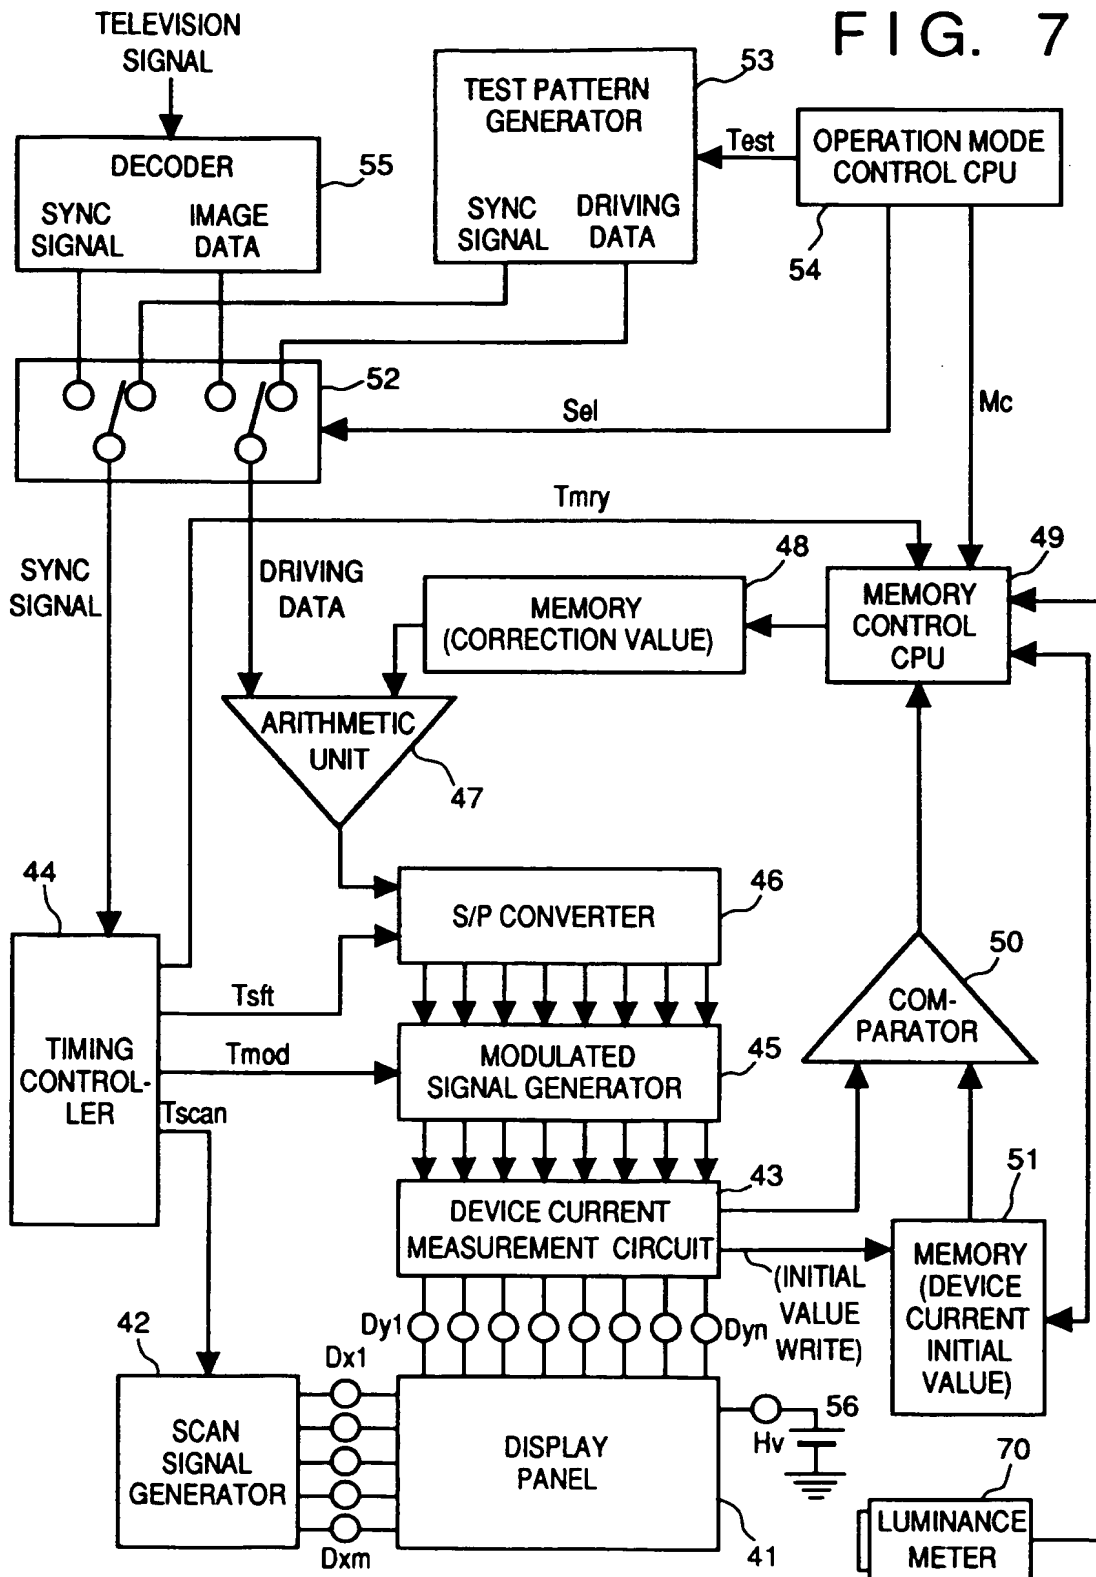 FIG. 7
TELEVISION
SIGNAL
DECODER
SYNC
SIGNAL
IMAGE
DATA
55
TEST PATTERN
GENERATOR
SYNC
SIGNAL
DRIVING
DATA
53
Test
OPERATION MODE
CONTROL CPU
54
52
Sel
Mc
Tmry
SYNC
SIGNAL
DRIVING
DATA
MEMORY
(CORRECTION VALUE)
48
MEMORY
CONTROL
CPU
49
ARITHMETIC
UNIT
47
44
TIMING
CONTROL-
LER
Tsft
Tmod
Tscan
S/P CONVERTER
46
MODULATED
SIGNAL GENERATOR
45
COM-
PARATOR
50
DEVICE CURRENT
MEASUREMENT CIRCUIT
43
(INITIAL
VALUE
WRITE)
51
MEMORY
(DEVICE
CURRENT
INITIAL
VALUE)
Dy1
Dyn
42
SCAN
SIGNAL
GENERATOR
Dx1
Dxm
DISPLAY
PANEL
41
Hv
56
70
LUMINANCE
METER